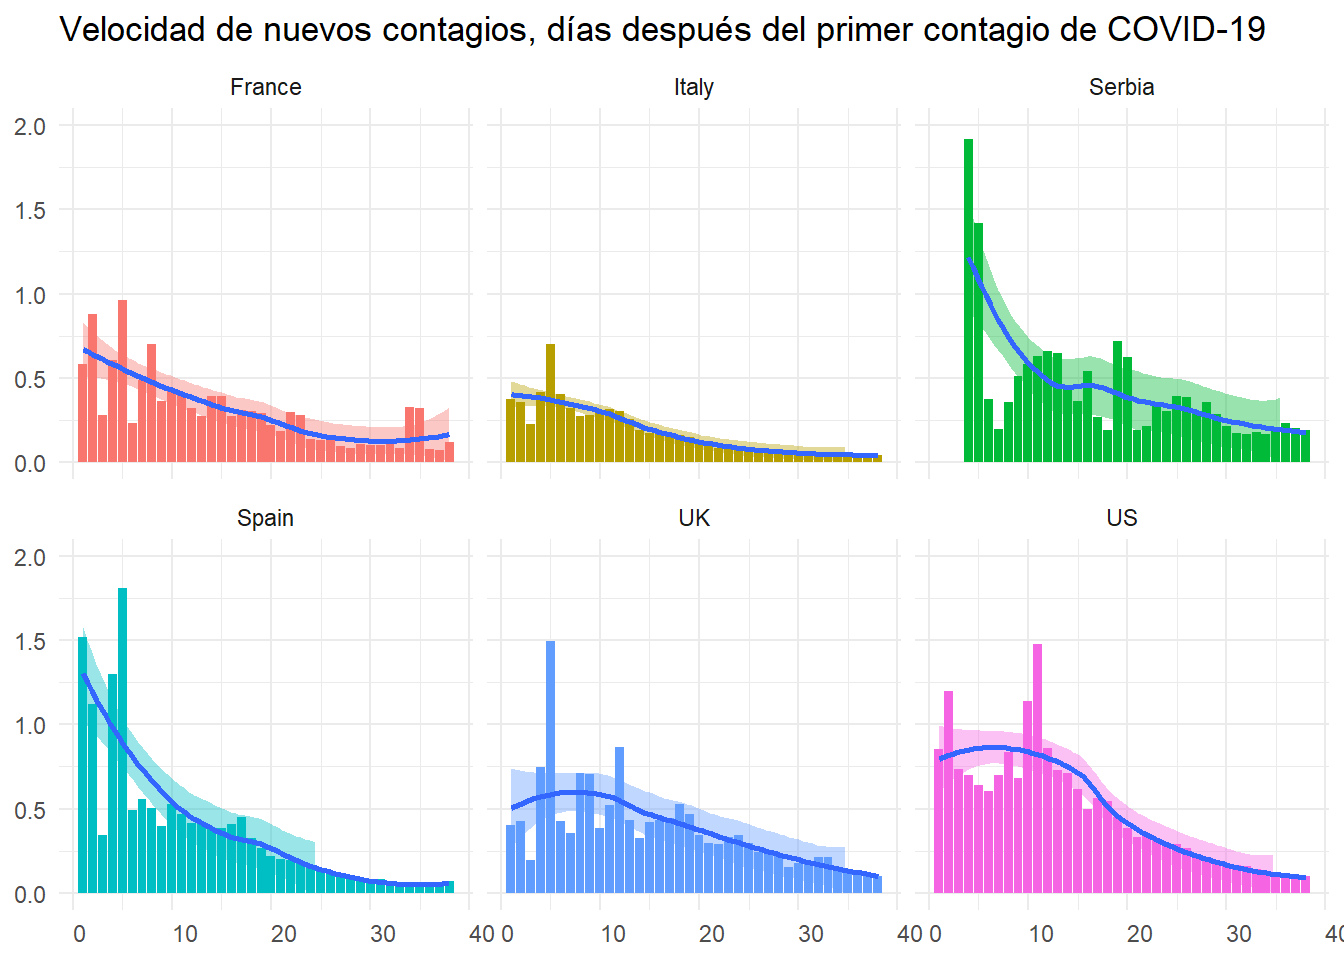 Velocidad de nuevos contagios, días después del primer contagio de COVID-19
France Italy Serbia
2.0
1.5
1.0
0.5
0.0
Spain UK US
2.0
1.5
1.0
0.5
0.0
0 10 20 30 40 0 10 20 30 40 0 10 20 30 40